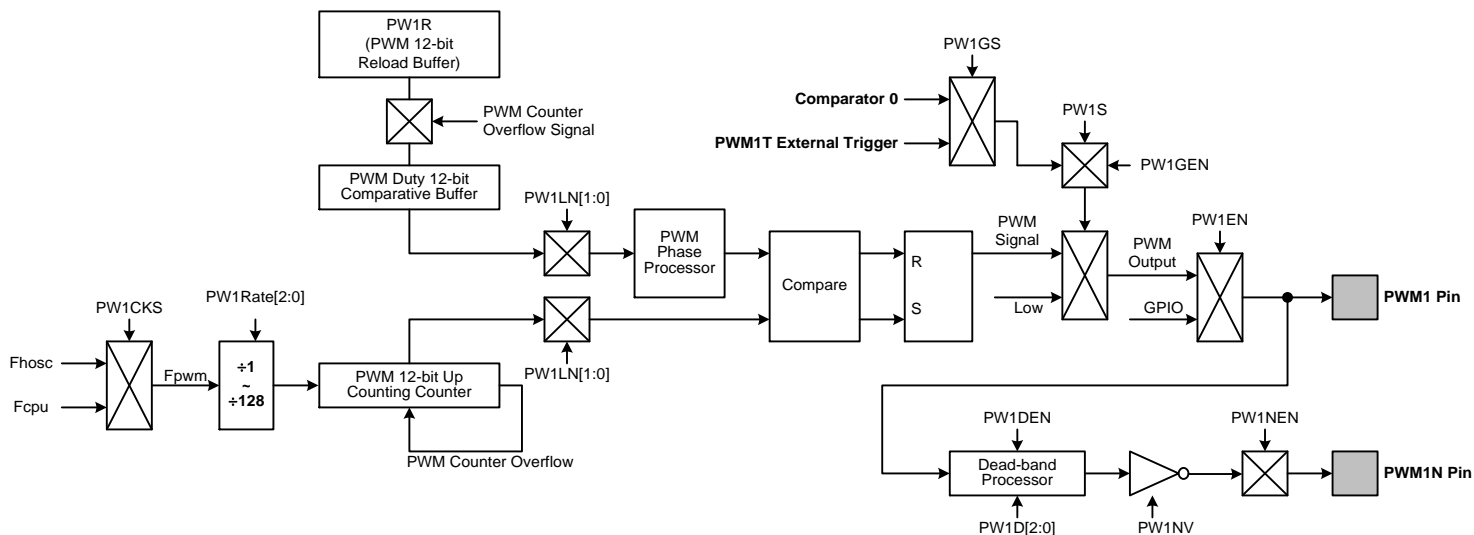 PW1R
(PWM 12-bit
Reload Buffer)
PWM Counter
Overflow Signal
PWM Duty 12-bit
Comparative Buffer
PW1GS
Comparator 0
PWM1T External Trigger
PW1S
PW1GEN
PW1LN[1:0]
PWM
Phase
Processor
Compare
R
S
PWM
Signal
Low
PWM
Output
GPIO
PW1EN
PWM1 Pin
PW1CKS
Fhosc
Fcpu
Fpwm
PW1Rate[2:0]
÷1
~
÷128
PWM 12-bit Up
Counting Counter
PW1LN[1:0]
PWM Counter Overflow
PW1DEN
Dead-band
Processor
PW1D[2:0]
PW1NV
PW1NEN
PWM1N Pin